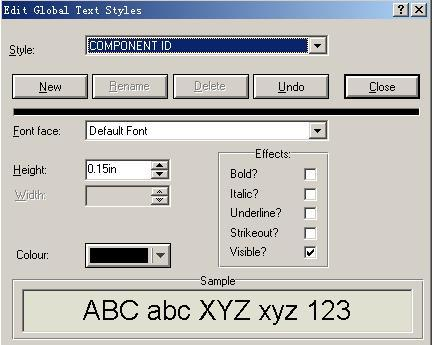 Edit Global Text Styles
Style: COMPONENT ID
New Rename Delete Undo Close
Font face: Default Font
Effects:
Height: 0.15in Bold?
Width: Italic?
Underline?
Strikeout?
Colour: Visible?
Sample
ABC abc XYZ xyz 123